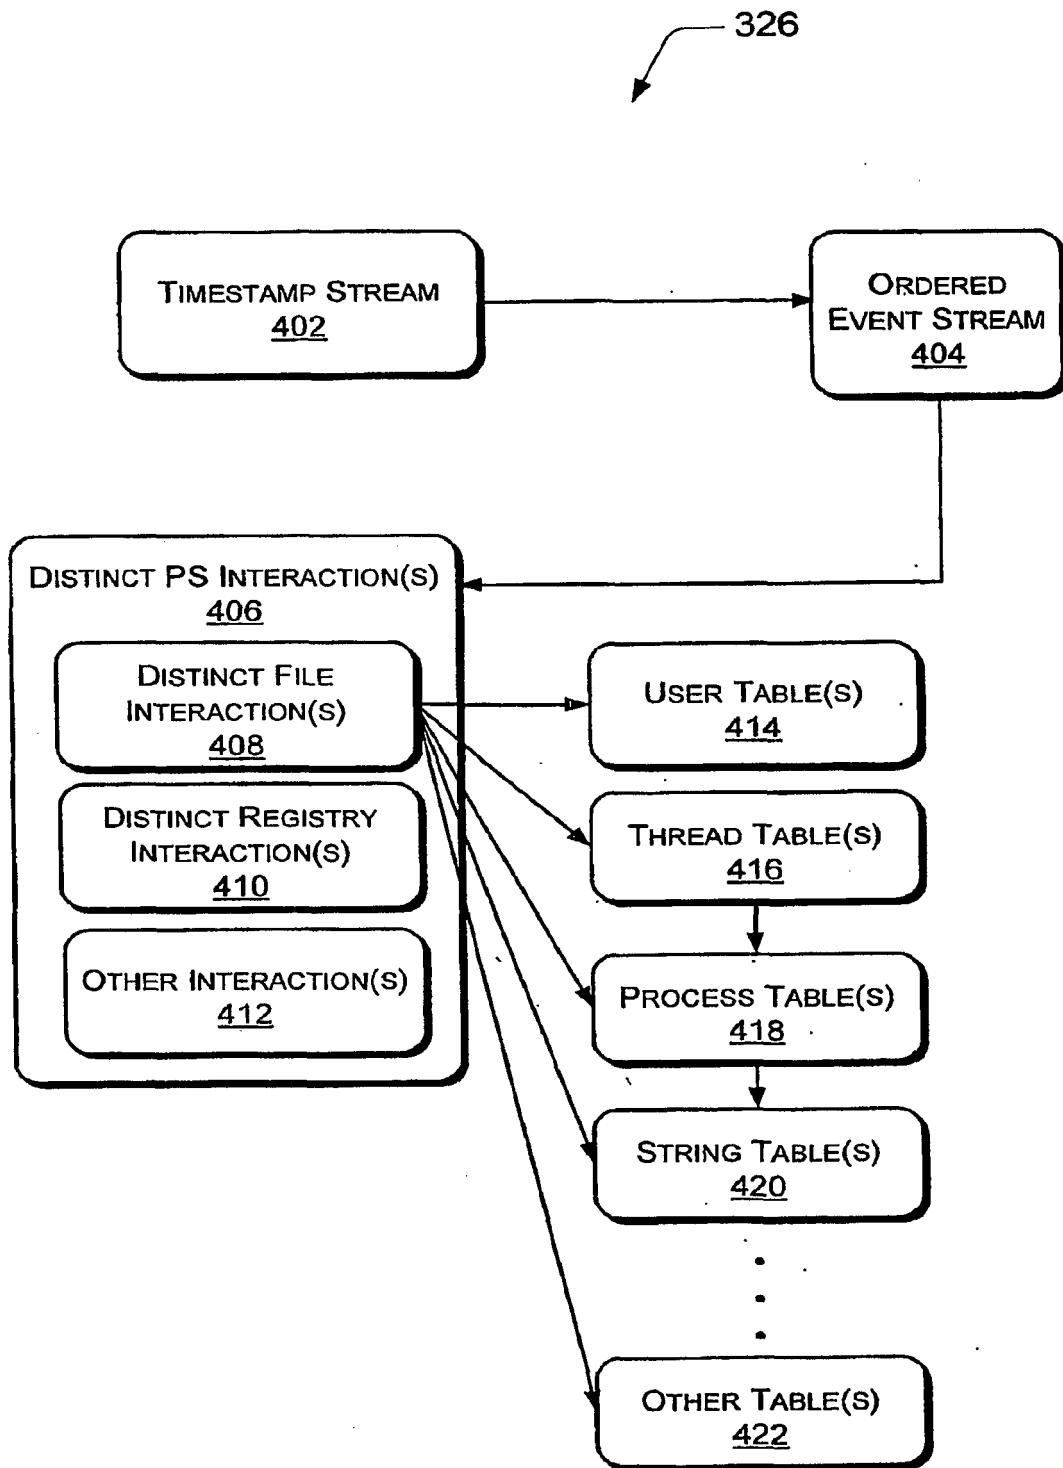 326
TIMESTAMP STREAM
402
ORDERED
EVENT STREAM
404
DISTINCT PS INTERACTION(S)
406
DISTINCT FILE
INTERACTION(S)
408
DISTINCT REGISTRY
INTERACTION(S)
410
OTHER INTERACTION(S)
412
USER TABLE(S)
414
THREAD TABLE(S)
416
PROCESS TABLE(S)
418
STRING TABLE(S)
420
OTHER TABLE(S)
422